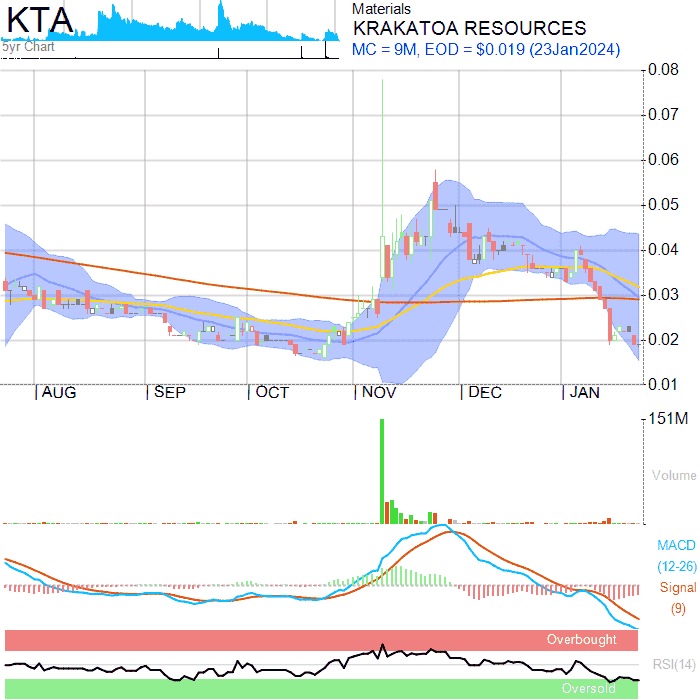 KTA
5yr Chart
Materials
KRAKATOA RESOURCES
MC = 9M, EOD = $0.019 (23Jan2024)
0.08
0.07
0.06
0.05
0.04
0.03
0.02
0.01
AUG
SEP
OCT
NOV
DEC
JAN
151M
Volume
MACD
(12-26)
Signal
(9)
Overbought
RSI(14)
Oversold